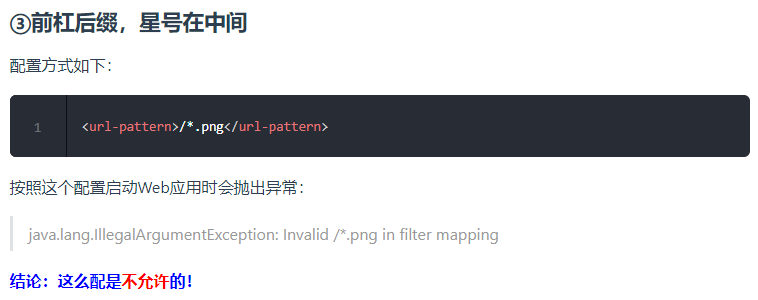 ③前杠后缀，星号在中间
配置方式如下：
1 <url-pattern>/*.png</url-pattern>
按照这个配置启动Web应用时会抛出异常：
java.lang.IllegalArgumentException: Invalid /*.png in filter mapping
结论：这么配是不允许的！